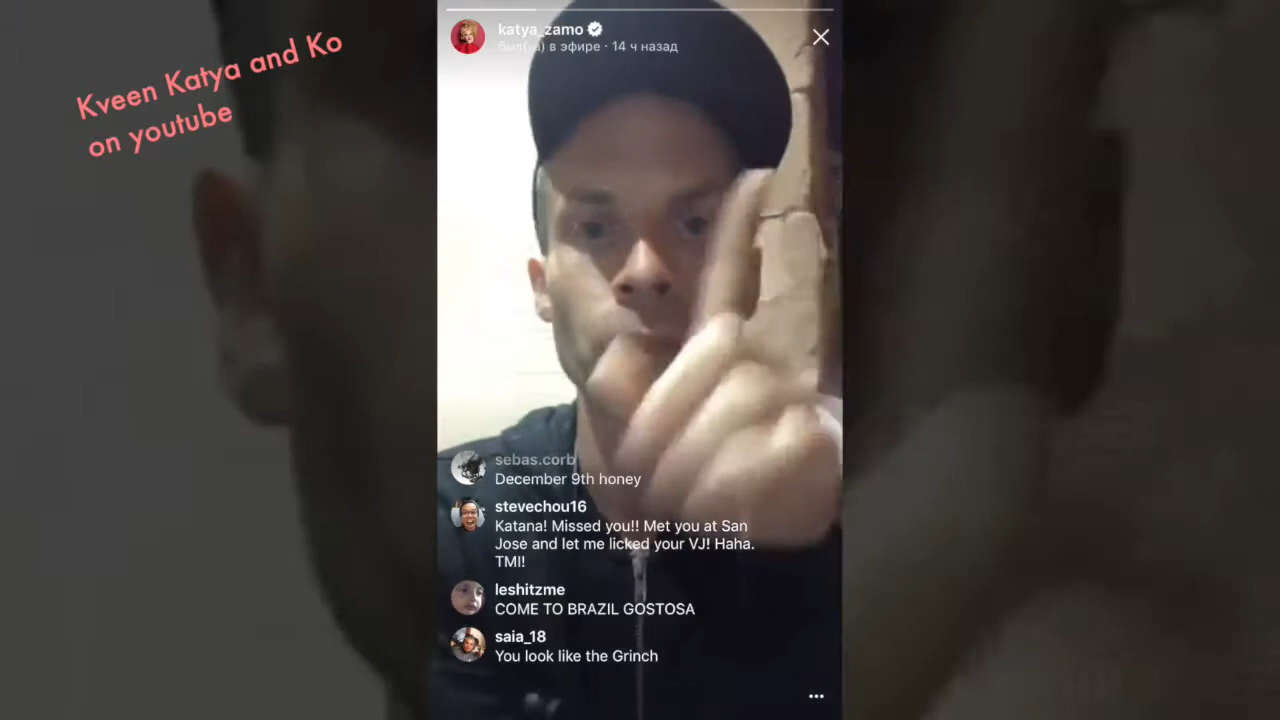 Kveen Katya and Ko
on youtube
katya_zamo
был(-а) в эфире · 14 ч назад
sebas.corb
December 9th honey
stevechou16
Katana! Missed you!! Met you at San
Jose and let me licked your VJ! Haha.
TMI!
leshitzme
COME TO BRAZIL GOSTOSA
saia_18
You look like the Grinch